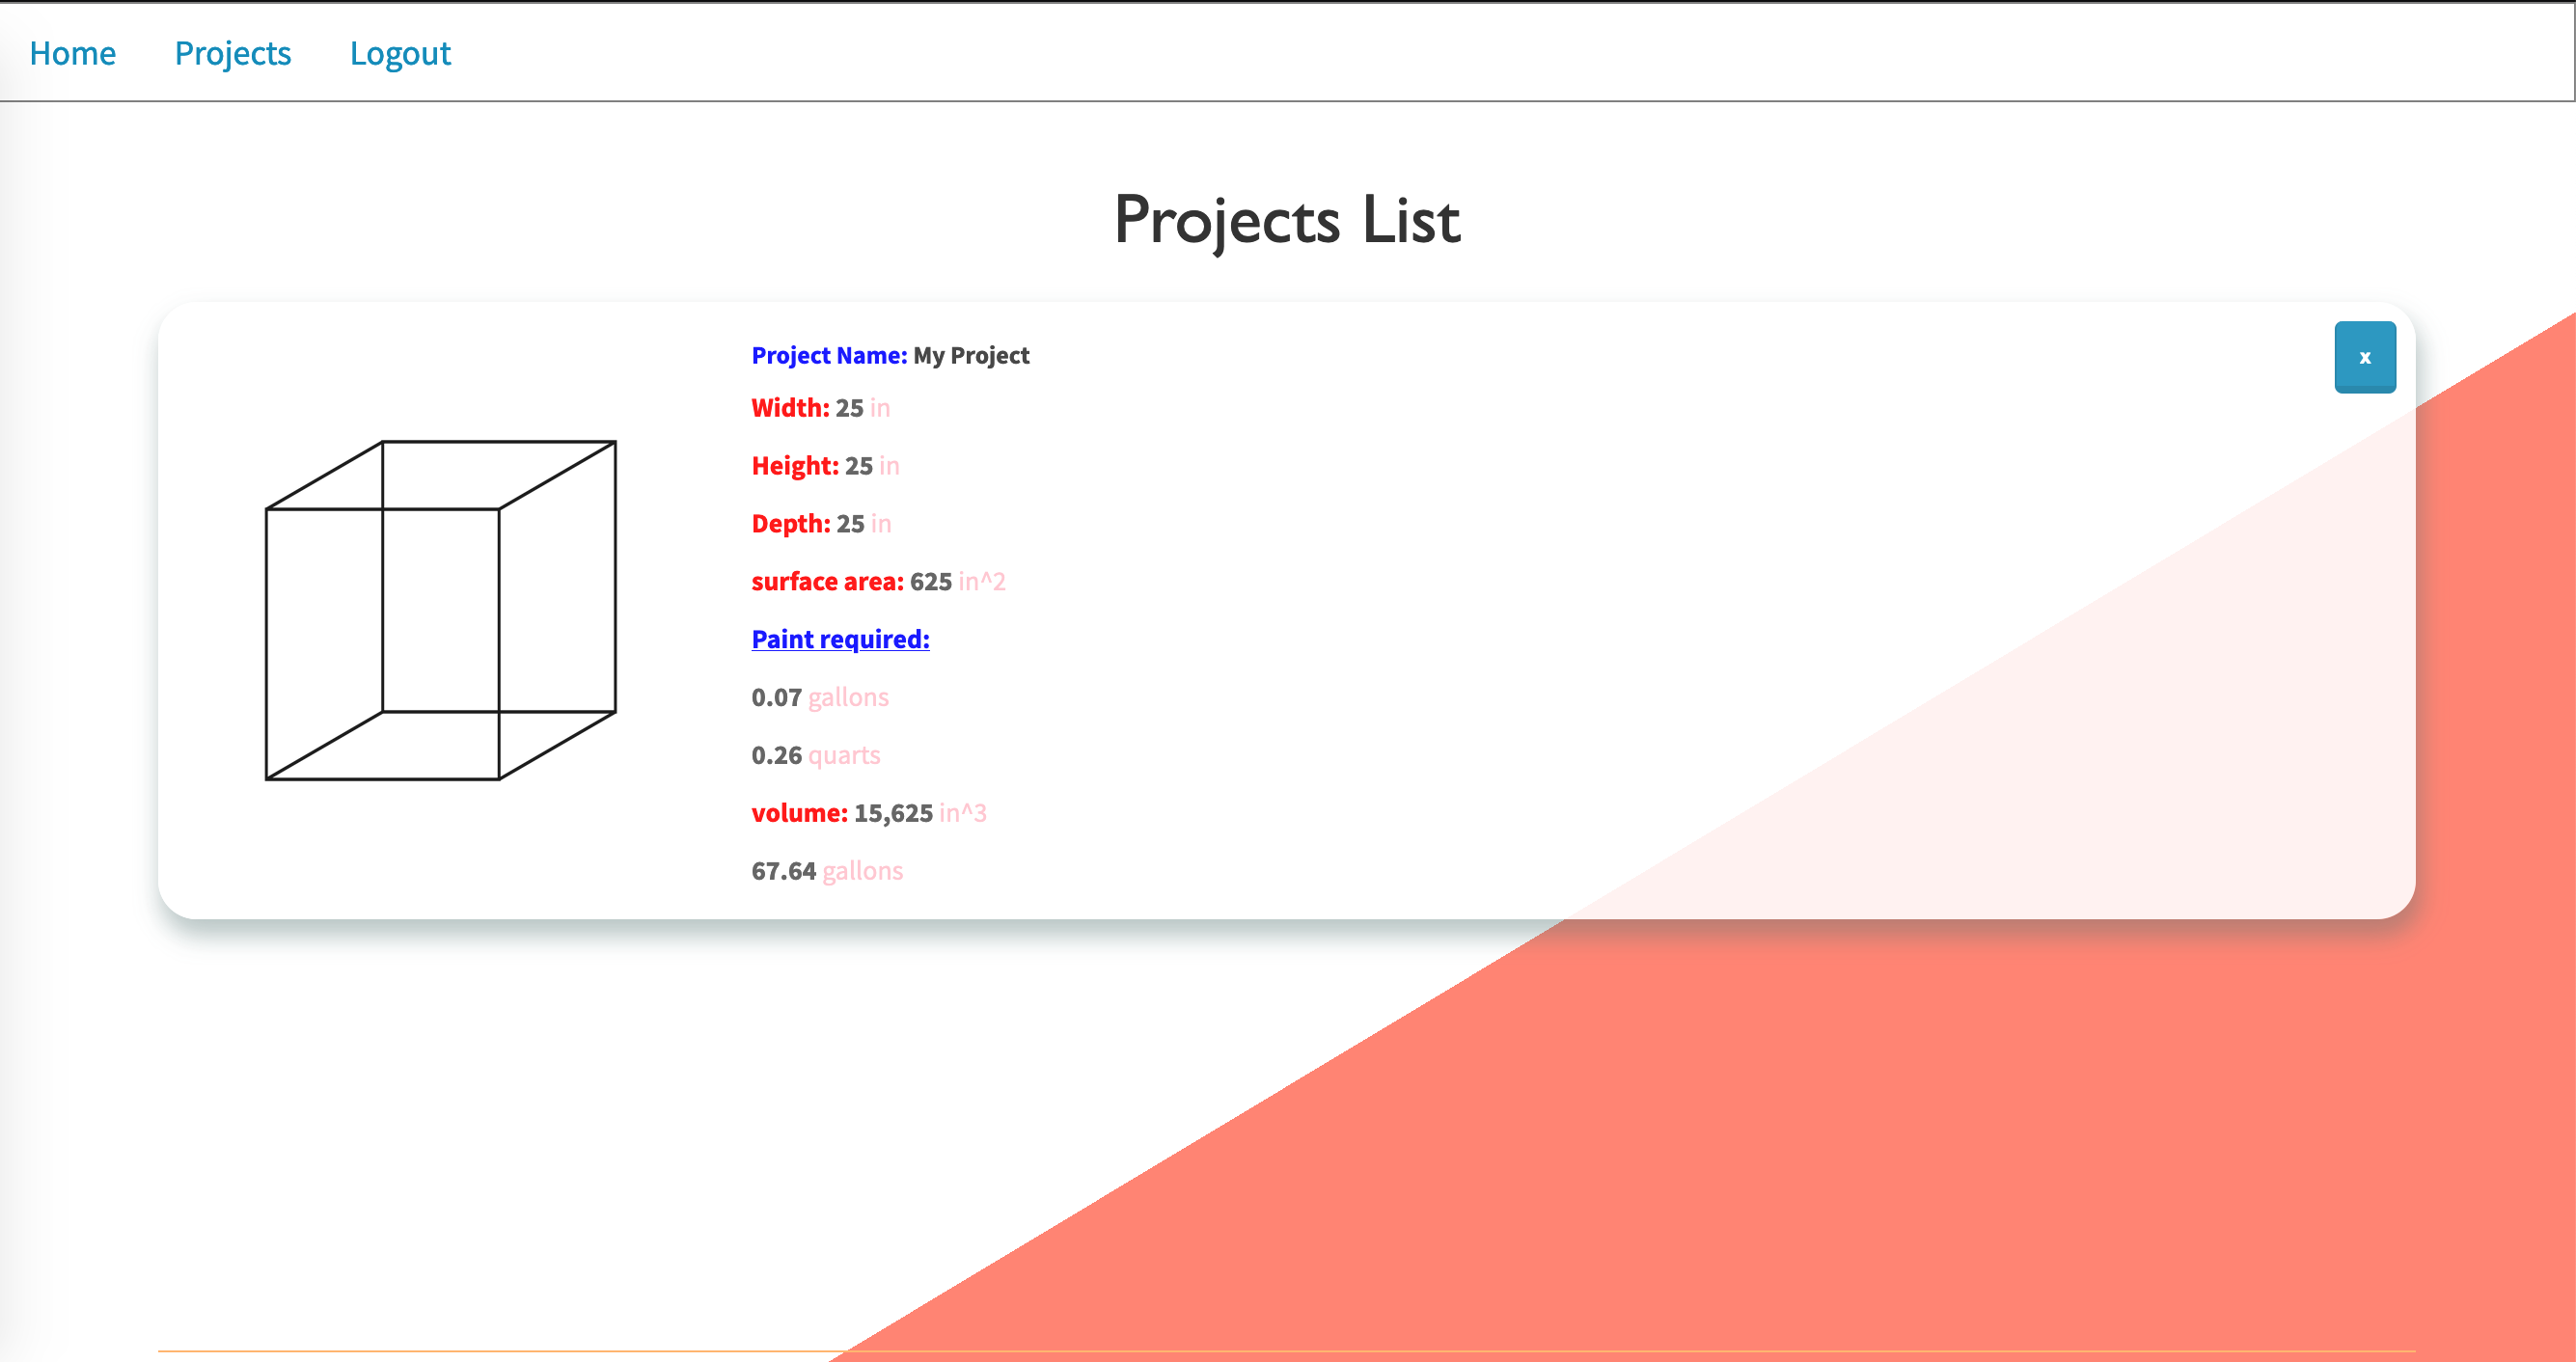 Home Projects Logout
Projects List
Project Name: My Project
x
Width: 25 in
Height: 25 in
Depth: 25 in
surface area: 625 in^2
Paint required:
0.07 gallons
0.26 quarts
volume: 15,625 in^3
67.64 gallons